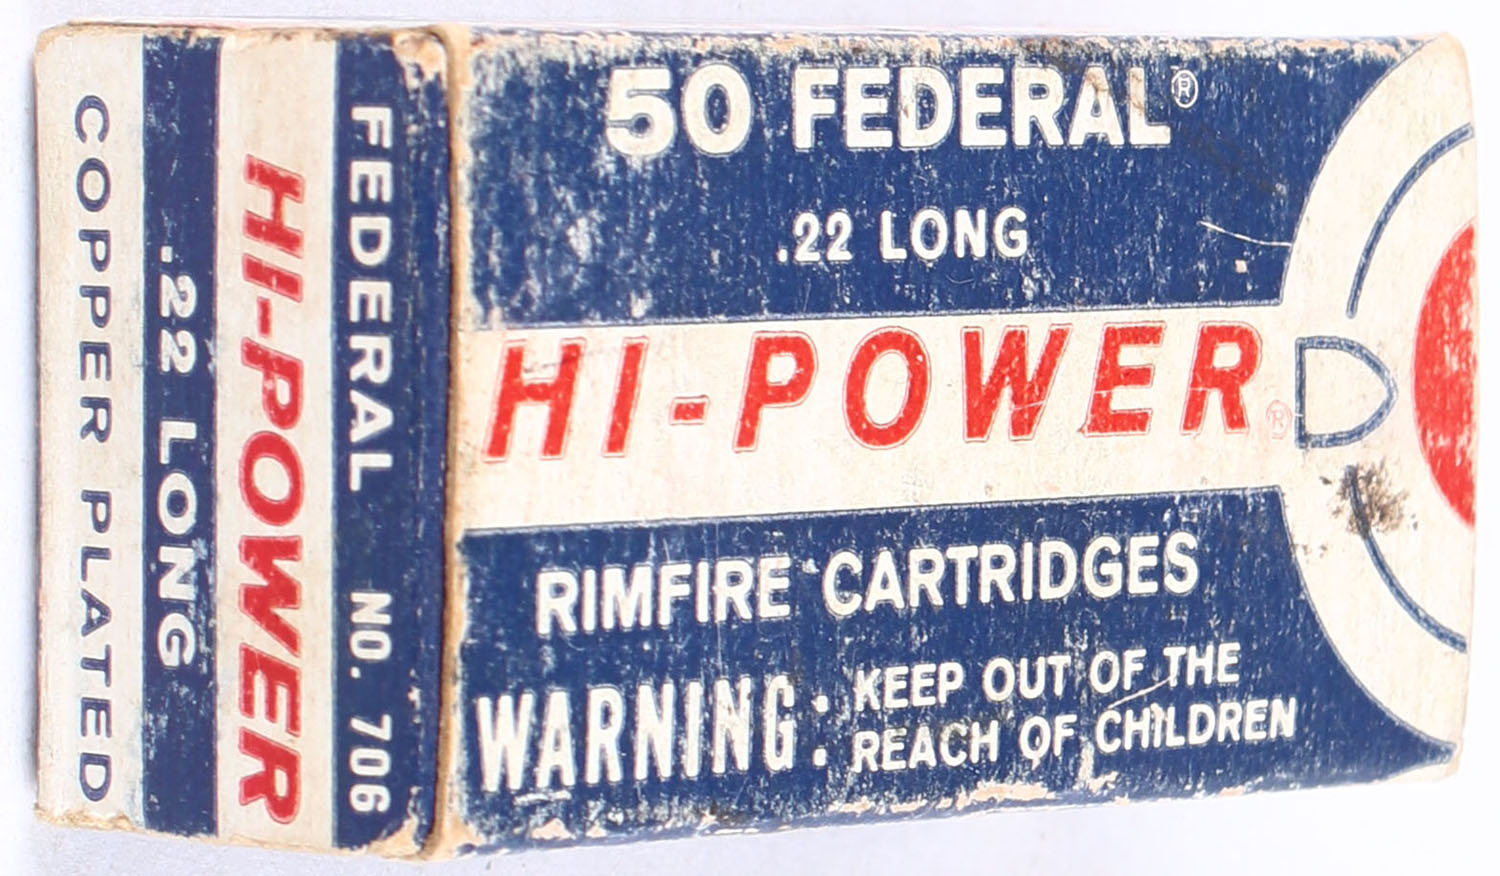 50 FEDERAL®
.22 LONG
HI-POWER®
RIMFIRE CARTRIDGES
WARNING: KEEP OUT OF THE
REACH OF CHILDREN
FEDERAL NO. 706
HI-POWER
.22 LONG
COPPER PLATED